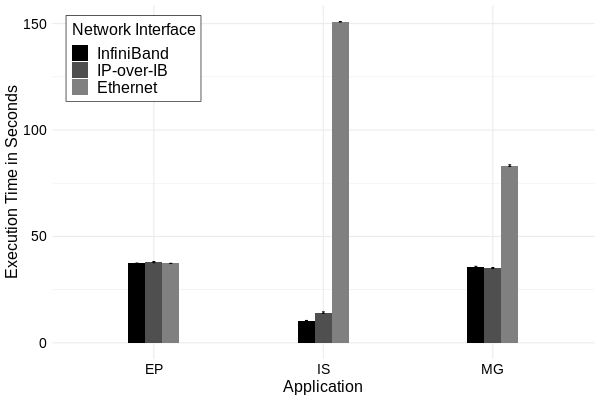 Network Interface
InfiniBand
IP-over-IB
Ethernet
Execution Time in Seconds
150
100
50
0
EP IS MG
Application